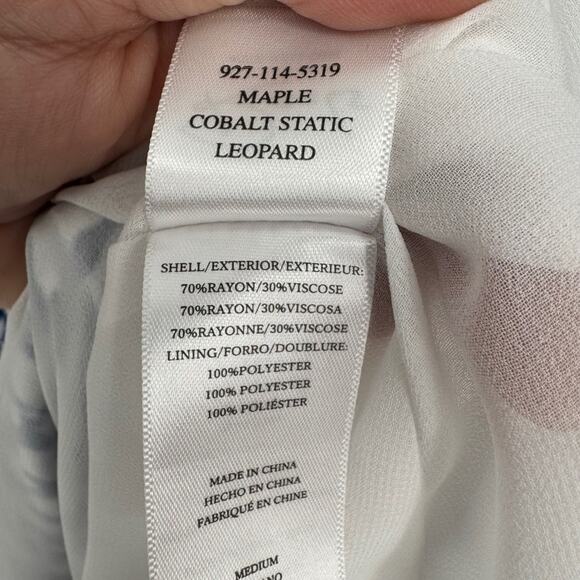 927-114-5319
MAPLE
COBALT STATIC
LEOPARD
SHELL/EXTERIOR/EXTERIEUR:
70%RAYON/30%VISCOSE
70%RAYON/30%VISCOSA
70%RAYONNE/30%VISCOSE
LINING/FORRO/DOUBLURE:
100%POLYESTER
100% POLYESTER
100% POLIÉSTER
MADE IN CHINA
HECHO EN CHINA
FABRIQUÉ EN CHINE
MEDIUM